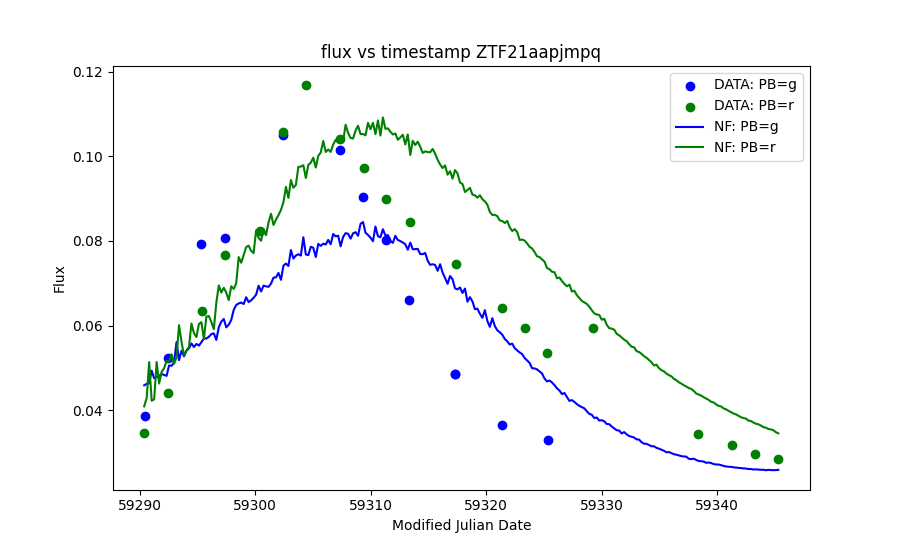 flux vs timestamp ZTF21aapjmpq
0.12
0.10
0.08
0.06
0.04
Flux
59290 59300 59310 59320 59330 59340
Modified Julian Date
DATA: PB=g
DATA: PB=r
NF: PB=g
NF: PB=r